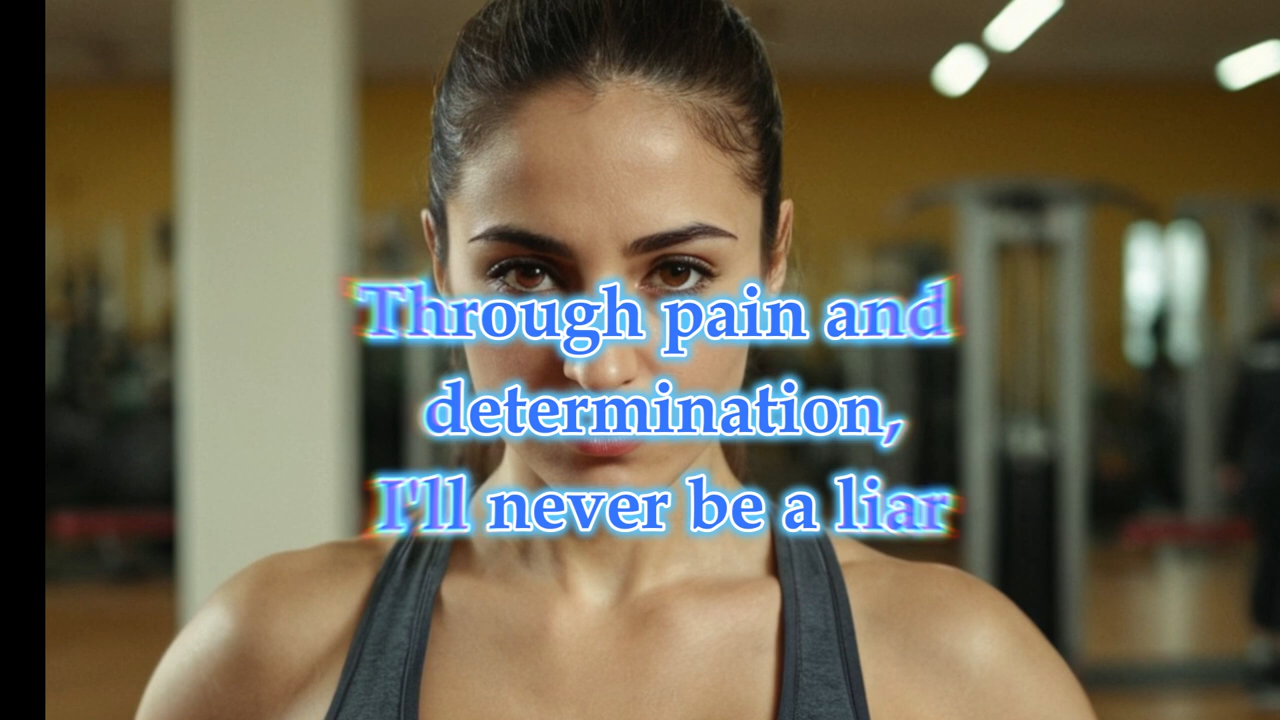 Through pain and
determination,
I'll never be a liar